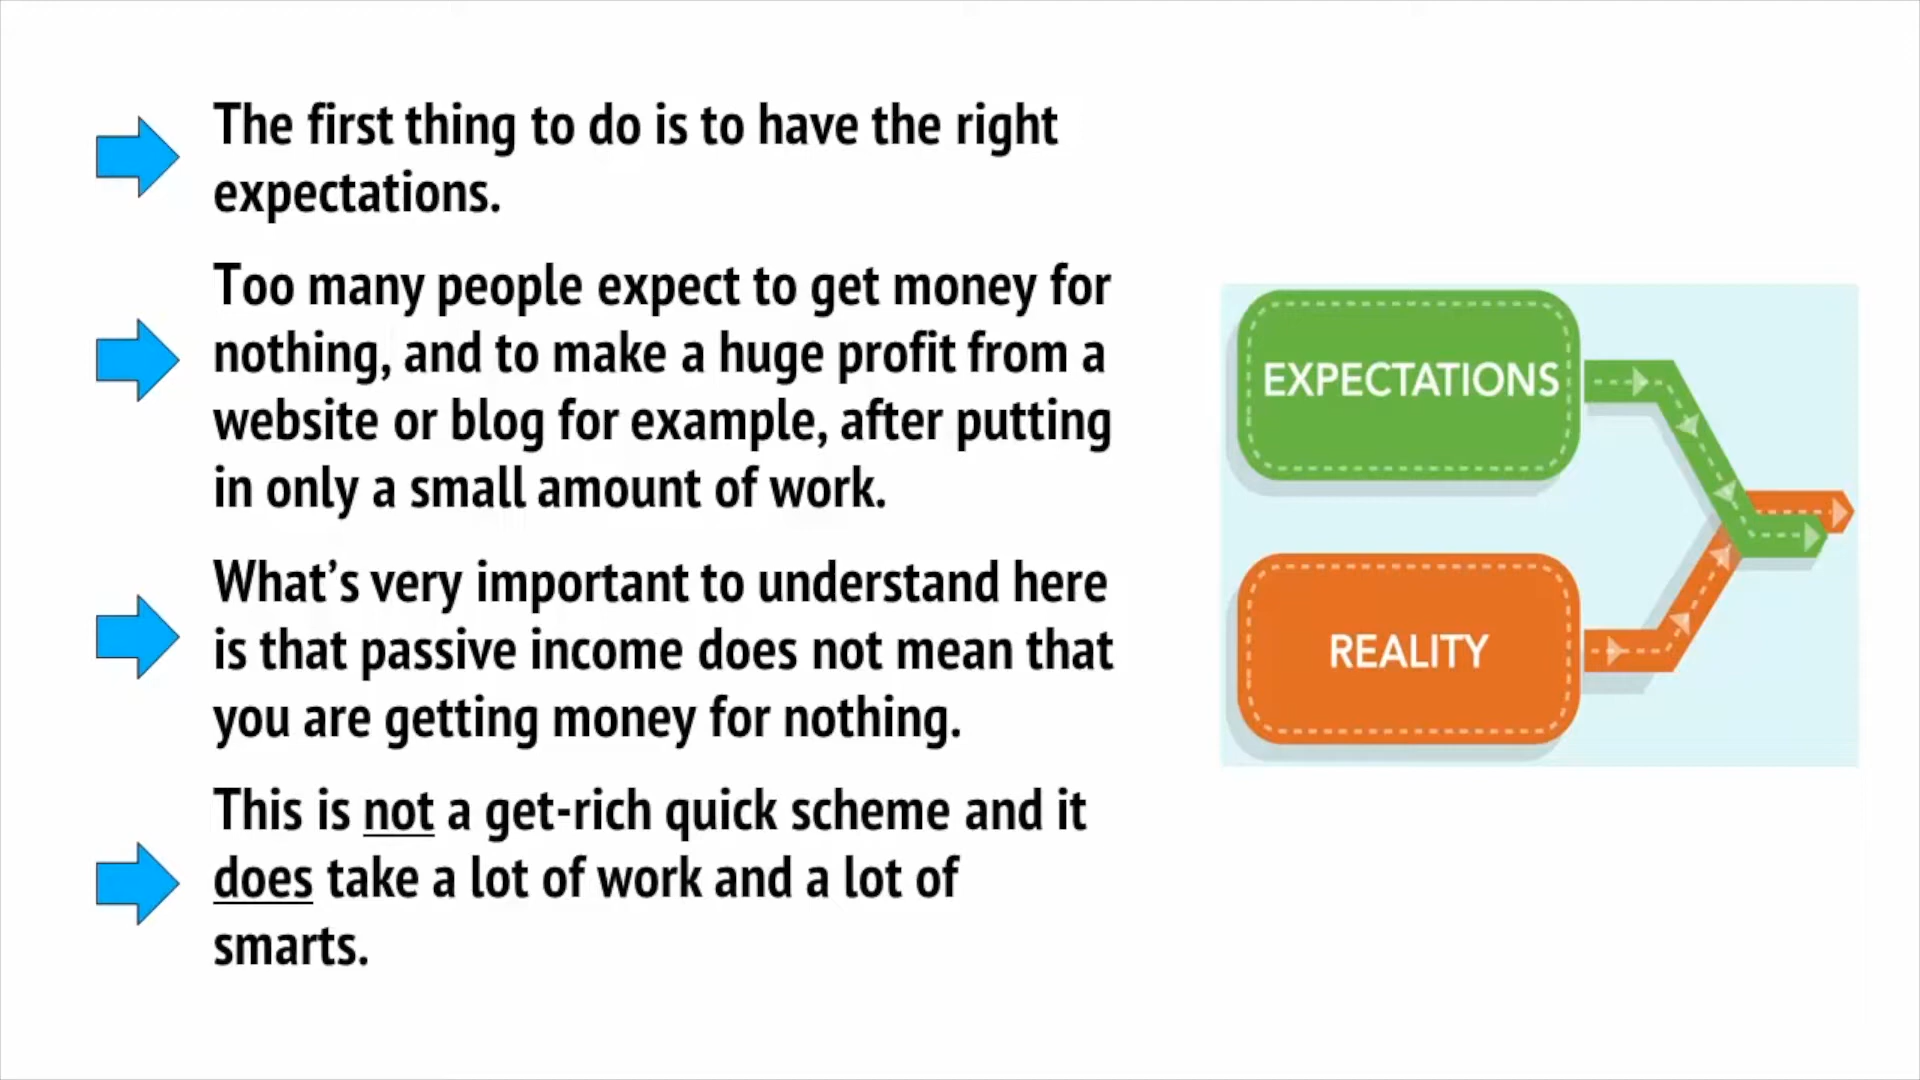 The first thing to do is to have the right
expectations.
Too many people expect to get money for
nothing, and to make a huge profit from a
website or blog for example, after putting
in only a small amount of work.
What’s very important to understand here
is that passive income does not mean that
you are getting money for nothing.
This is not a get-rich quick scheme and it
does take a lot of work and a lot of
smarts.
EXPECTATIONS
REALITY